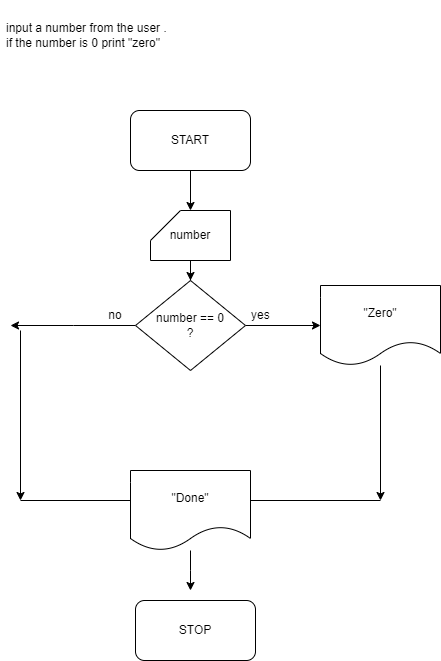 input a number from the user .
if the number is 0 print "zero"
START
number
number == 0
?
no
yes
"Zero"
"Done"
STOP